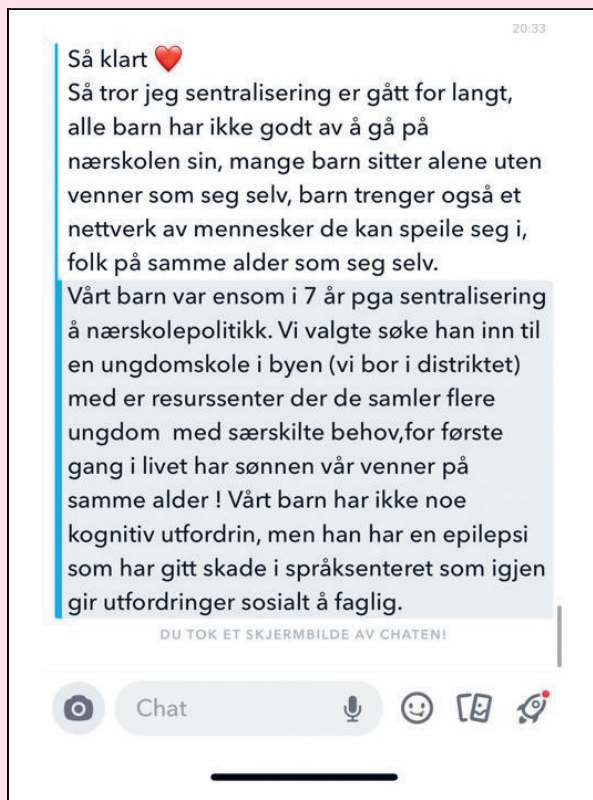 20:33
Så klart ❤️
Så tror jeg sentralisering er gått for langt,
alle barn har ikke godt av å gå på
nærskolen sin, mange barn sitter alene uten
venner som seg selv, barn trenger også et
nettverk av mennesker de kan speile seg i,
folk på samme alder som seg selv.
Vårt barn var ensom i 7 år pga sentralisering
å nærskolepolitikk. Vi valgte søke han inn til
en ungdomskole i byen (vi bor i distriktet)
med er resurssenter der de samler flere
ungdom med særskilte behov,for første
gang i livet har sønnen vår venner på
samme alder ! Vårt barn har ikke noe
kognitiv utfordrin, men han har en epilepsi
som har gitt skade i språksenteret som igjen
gir utfordringer sosialt å faglig.
DU TOK ET SKJERMBILDE AV CHATEN!
Chat